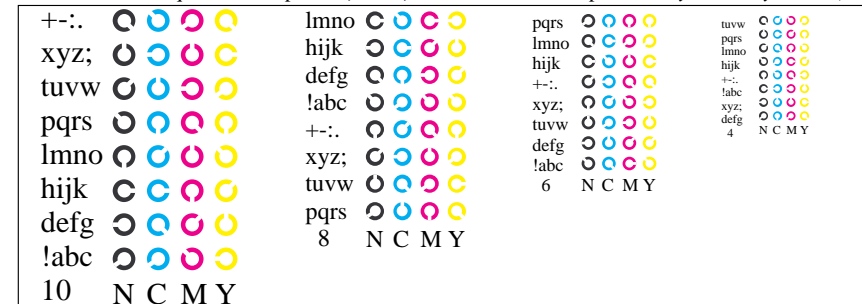 +-:.
xyz;
tuvw
pqrs
lmno
hijk
defg
!abc
10 N C M Y
lmno
hijk
defg
!abc
+-:.
xyz;
tuvw
pqrs
8 N C M Y
pqrs
lmno
hijk
+-:.
xyz;
tuvw
defg
!abc
6 N C M Y
tuvw
pqrs
lmno
hijk
+-:.
!abc
xyz;
defg
4 N C M Y